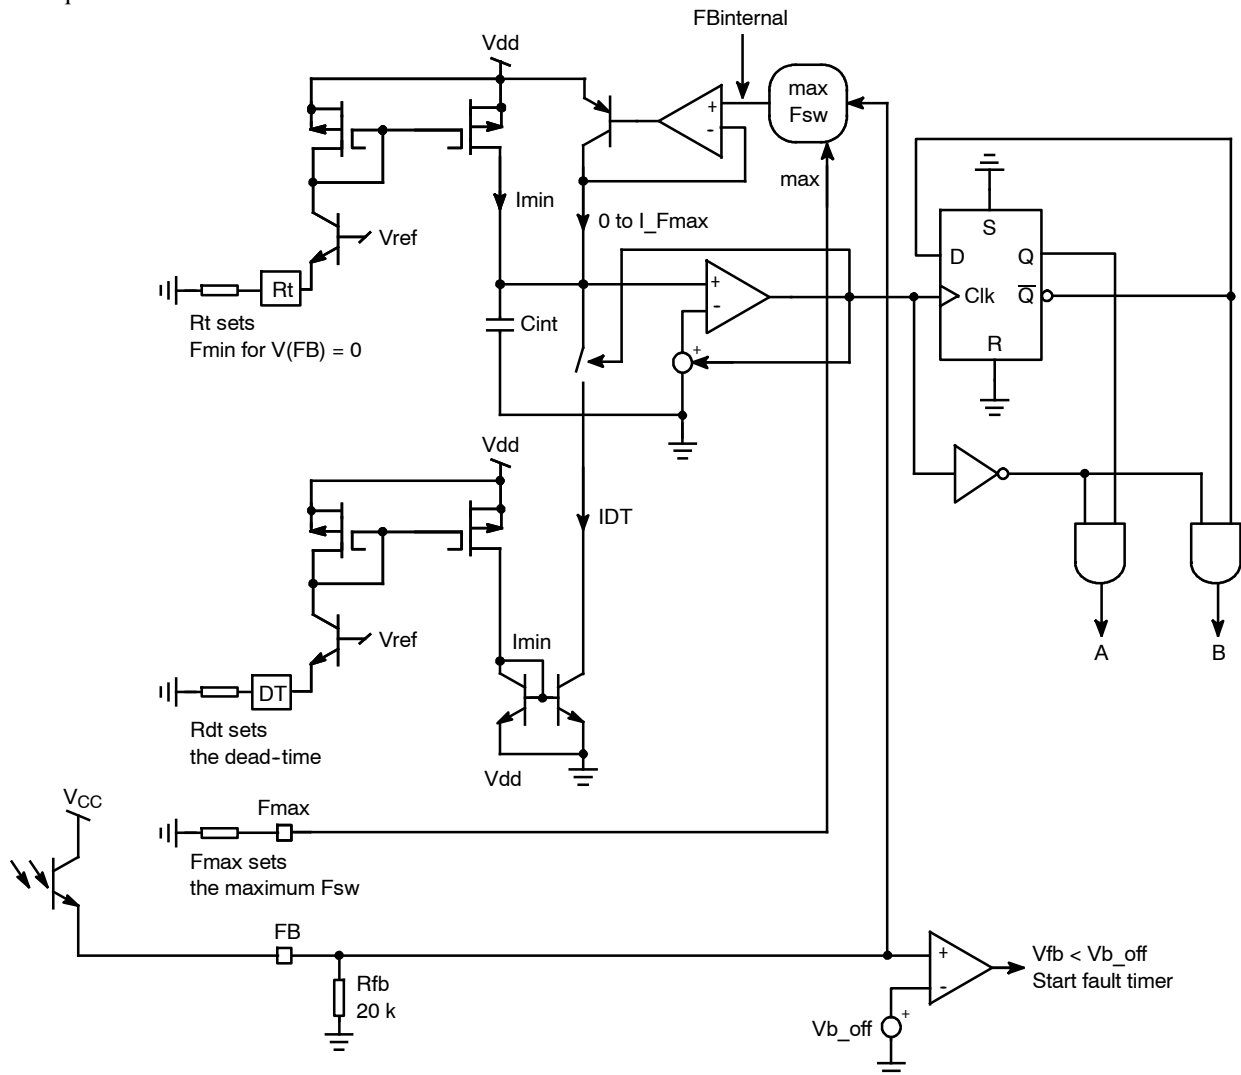 FBinternal
Vdd
max
Fsw
+
-
max
Imin
0 to I_Fmax
Vref
S
D
Q
Rt
Clk
Q
+
-
Rt sets
Fmin for V(FB) = 0
Cint
+
R
Vdd
IDT
Vref
Imin
A
B
DT
Rdt sets
the dead-time
Vdd
VCC
Fmax
Fmax sets
the maximum Fsw
FB
Rfb
20 k
+
-
Vfb < Vb_off
Start fault timer
Vb_off
+